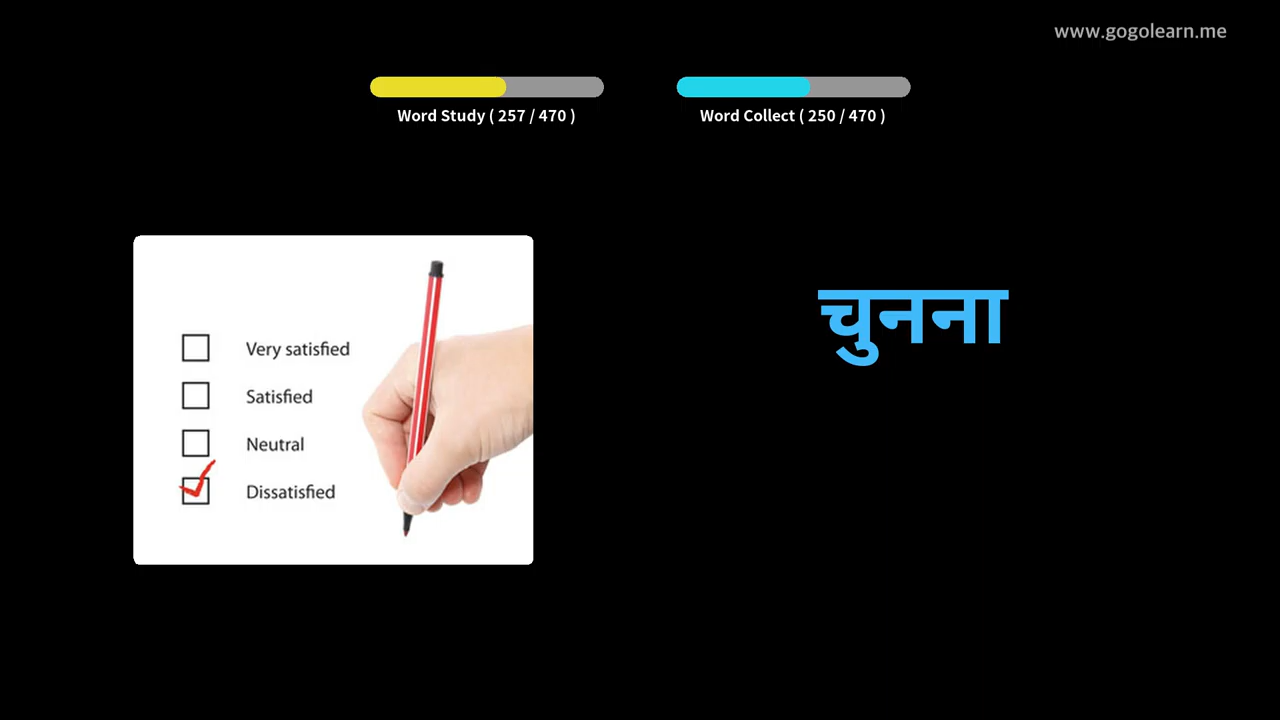 www.gogolearn.me
Word Study ( 257 / 470 )
Word Collect ( 250 / 470 )
Very satisfied
Satisfied
Neutral
Dissatisfied
चुनना